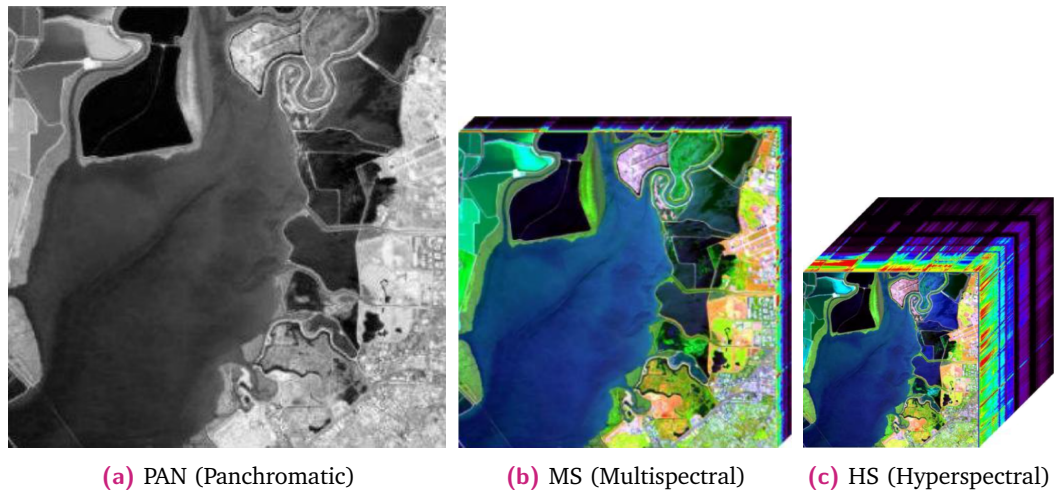 (a) PAN (Panchromatic)
(b) MS (Multispectral)
(c) HS (Hyperspectral)